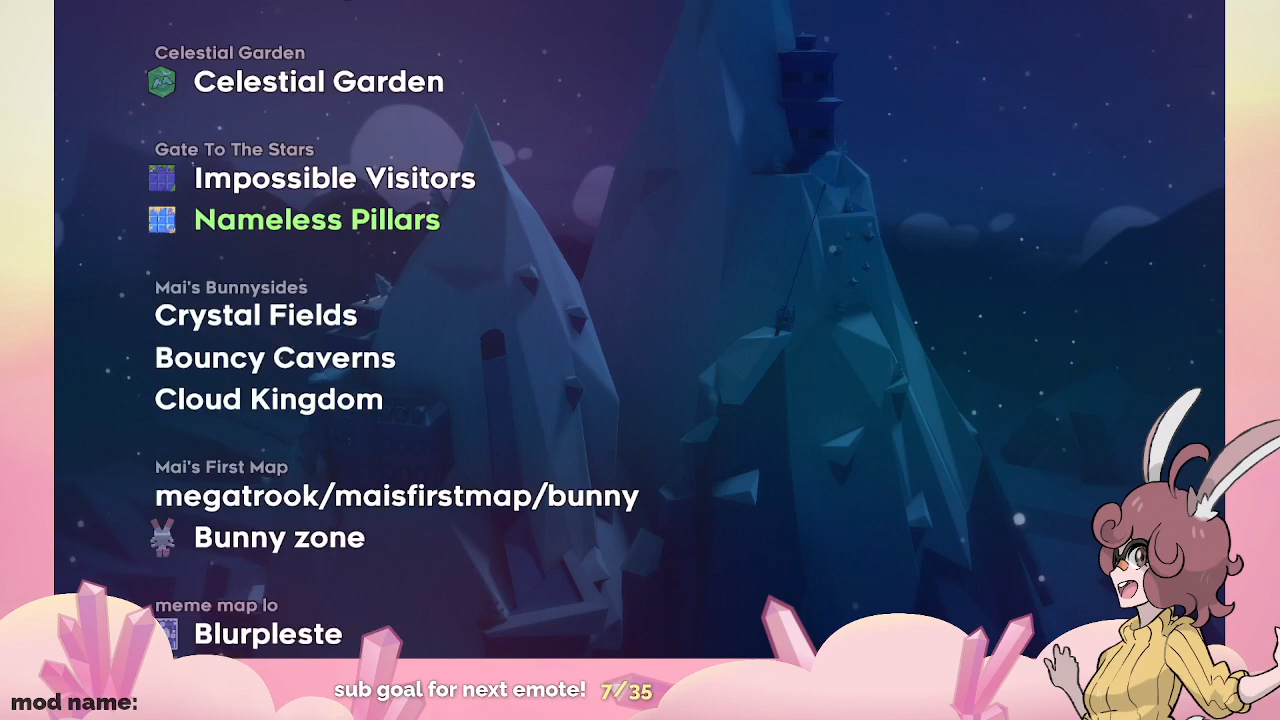 Celestial Garden
Celestial Garden
Gate To The Stars
Impossible Visitors
Nameless Pillars
Mai's Bunnysides
Crystal Fields
Bouncy Caverns
Cloud Kingdom
Mai's First Map
megatrook/maisfirstmap/bunny
Bunny zone
meme map lo
Blurpleste
sub goal for next emote! 7/35
mod name: